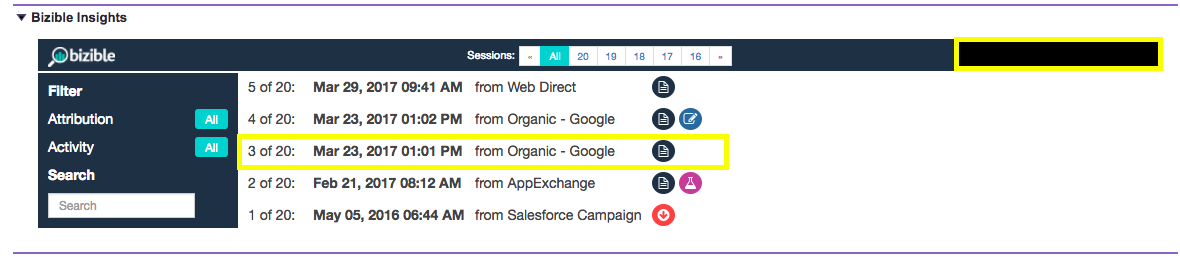 Bizible Insights
bizible
Sessions: « All 20 19 18 17 16 »
Filter
Attribution All
Activity All
Search
Search
5 of 20: Mar 29, 2017 09:41 AM from Web Direct
4 of 20: Mar 23, 2017 01:02 PM from Organic - Google
3 of 20: Mar 23, 2017 01:01 PM from Organic - Google
2 of 20: Feb 21, 2017 08:12 AM from AppExchange
1 of 20: May 05, 2016 06:44 AM from Salesforce Campaign